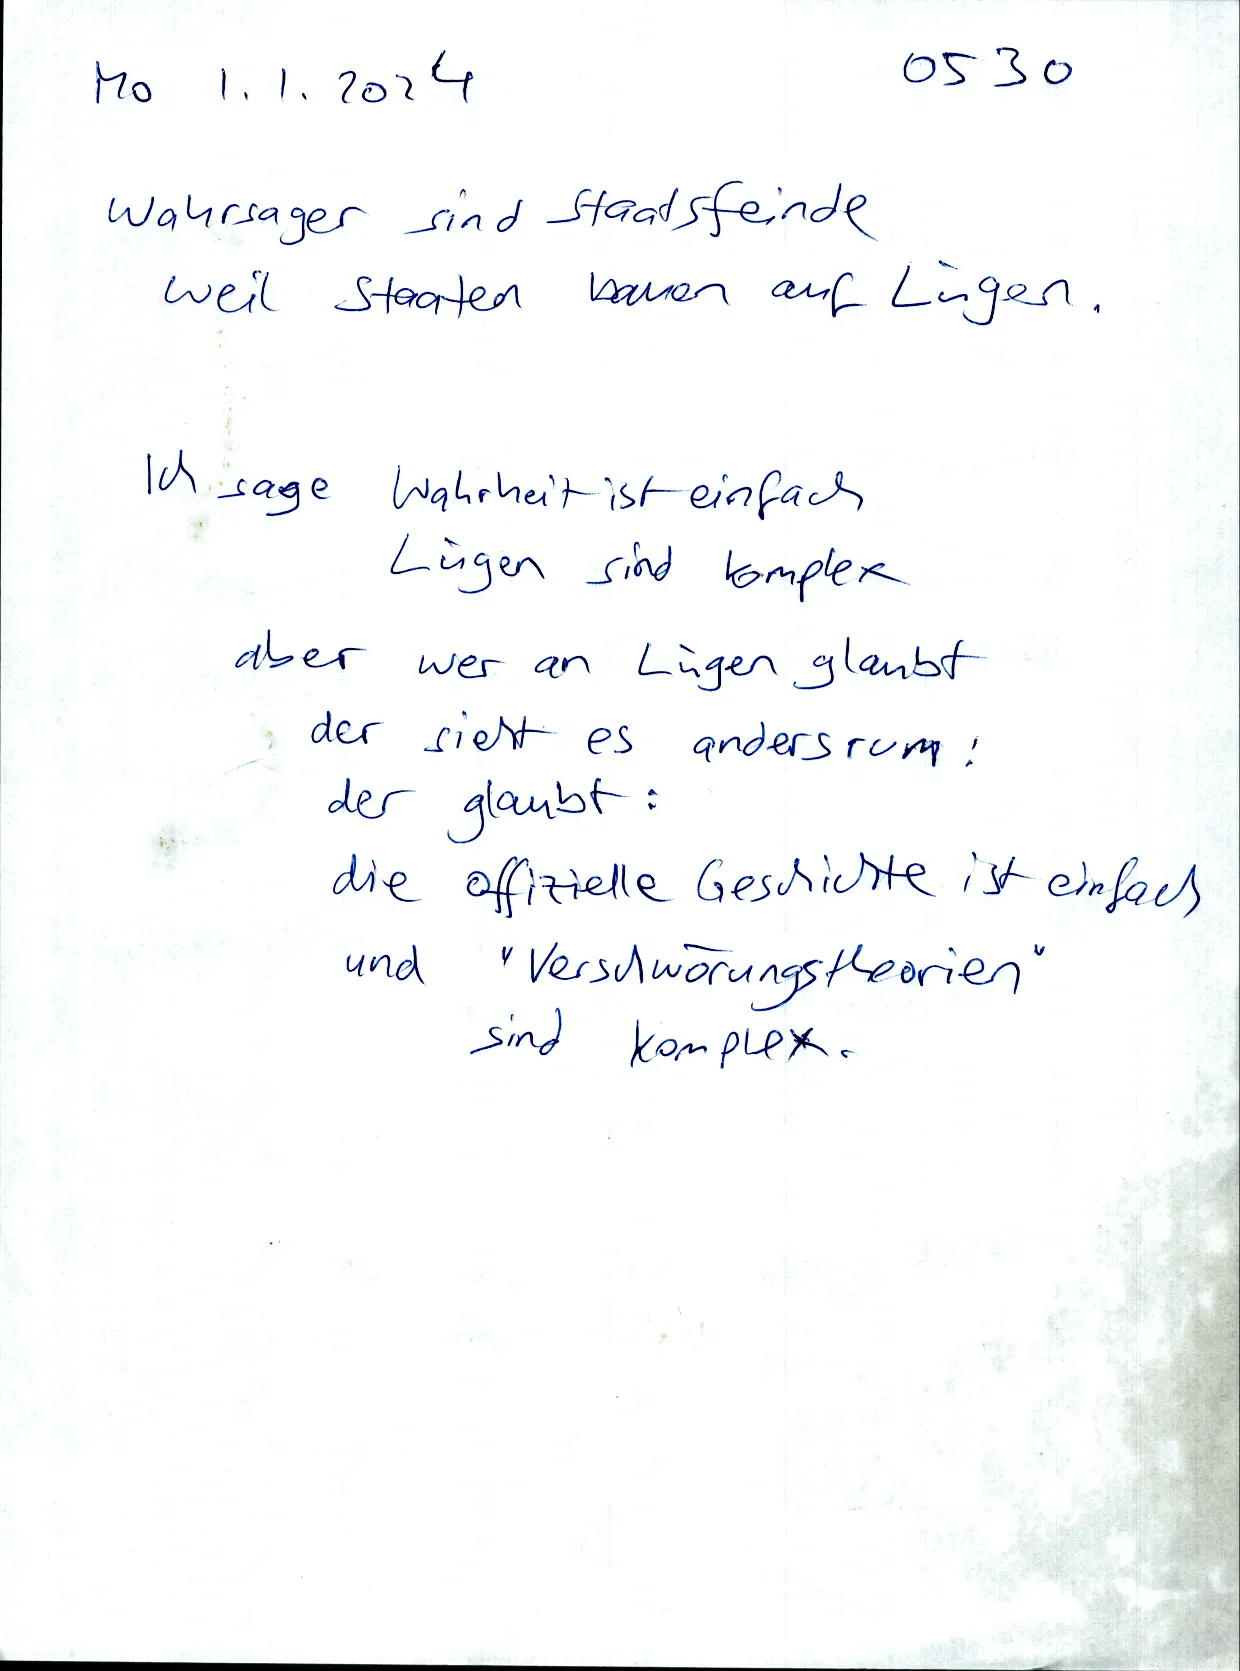 Mo 1.1.2024 0530
Wahrsager sind Staatsfeinde
weil Staaten bauen auf Lügen.
Ich sage Wahrheit ist einfach
Lügen sind komplex
aber wer an Lügen glaubt
der sieht es andersrum:
der glaubt:
die offizielle Geschichte ist einfach
und "Verschwörungstheorien"
sind komplex.